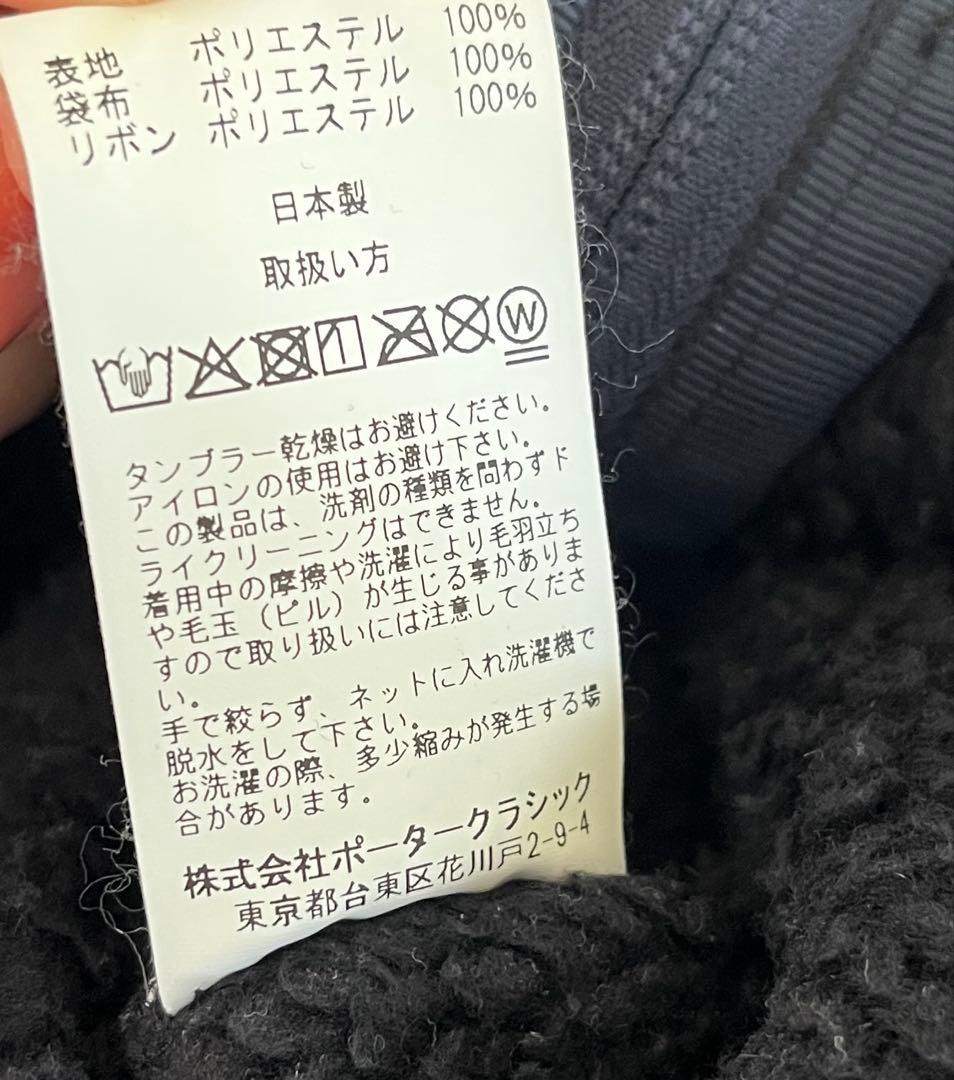 表地 ポリエステル 100%
袋布 ポリエステル 100%
リボン ポリエステル 100%
日本製
取扱い方
W
タンブラー乾燥はお避けください。
アイロンの使用はお避け下さい。
この製品は、洗剤の種類を問わずド
ライクリーニングはできません。
着用中の摩擦や洗濯により毛羽立ち
や毛玉（ピル）が生じる事がありま
すので取り扱いには注意してくださ
い。
手で絞らず、ネットに入れ洗濯機で
脱水をして下さい。
お洗濯の際、多少縮みが発生する場
合があります。
株式会社ポータークラシック
東京都台東区花川戸2-9-4